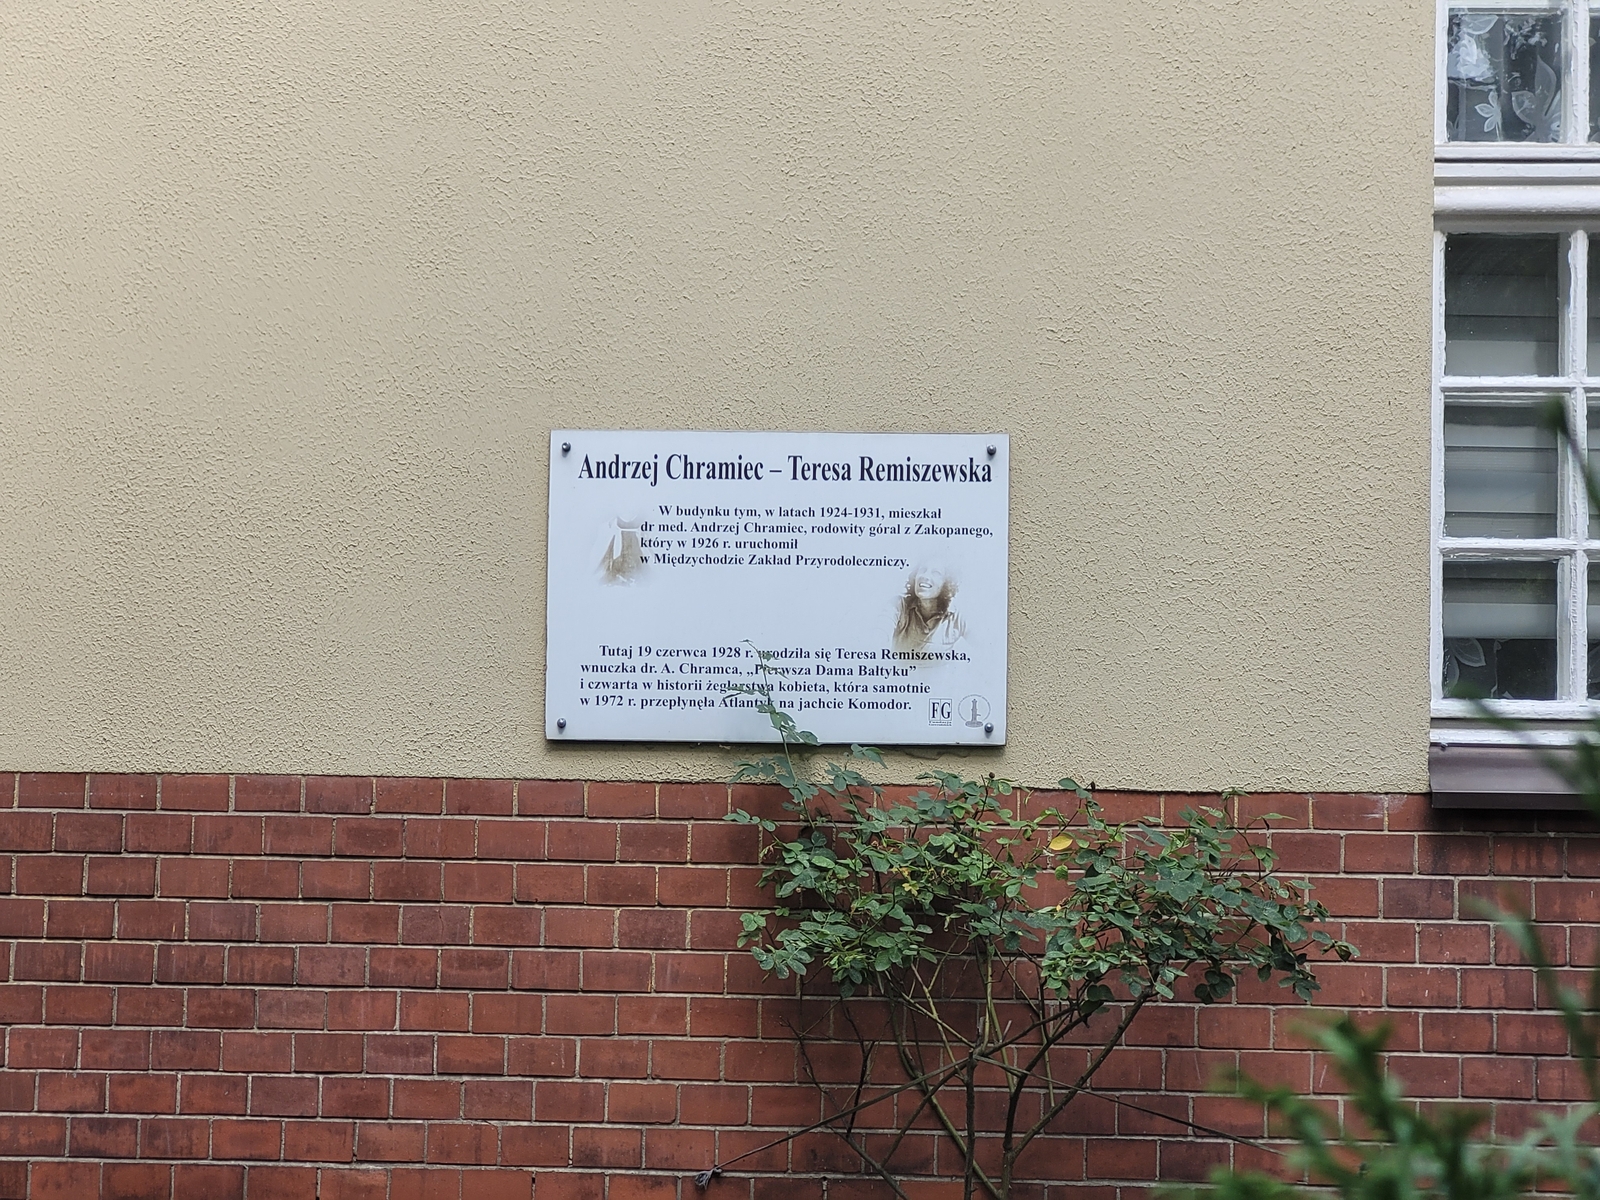 Andrzej Chramiec – Teresa Remiszewska
W budynku tym, w latach 1924-1931, mieszkał
dr med. Andrzej Chramiec, rodowity góral z Zakopanego,
który w 1926 r. uruchomił
w Międzychodzie Zakład Przyrodoleczniczy.
Tutaj 19 czerwca 1928 r. urodziła się Teresa Remiszewska,
wnuczka dr. A. Chramca, „Pierwsza Dama Bałtyku”
i czwarta w historii żeglarstwa kobieta, która samotnie
w 1972 r. przepłynęła Atlantyk na jachcie Komodor.
FG